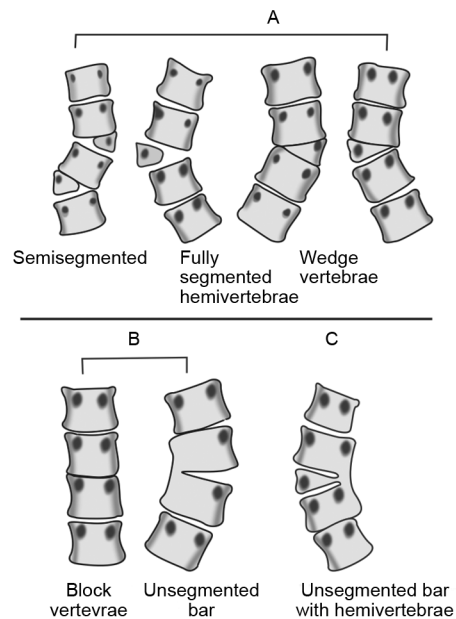 A
Semisegmented
Fully
segmented
hemivertebrae
Wedge
vertebrae
B
C
Block
vertevrae
Unsegmented
bar
Unsegmented bar
with hemivertebrae